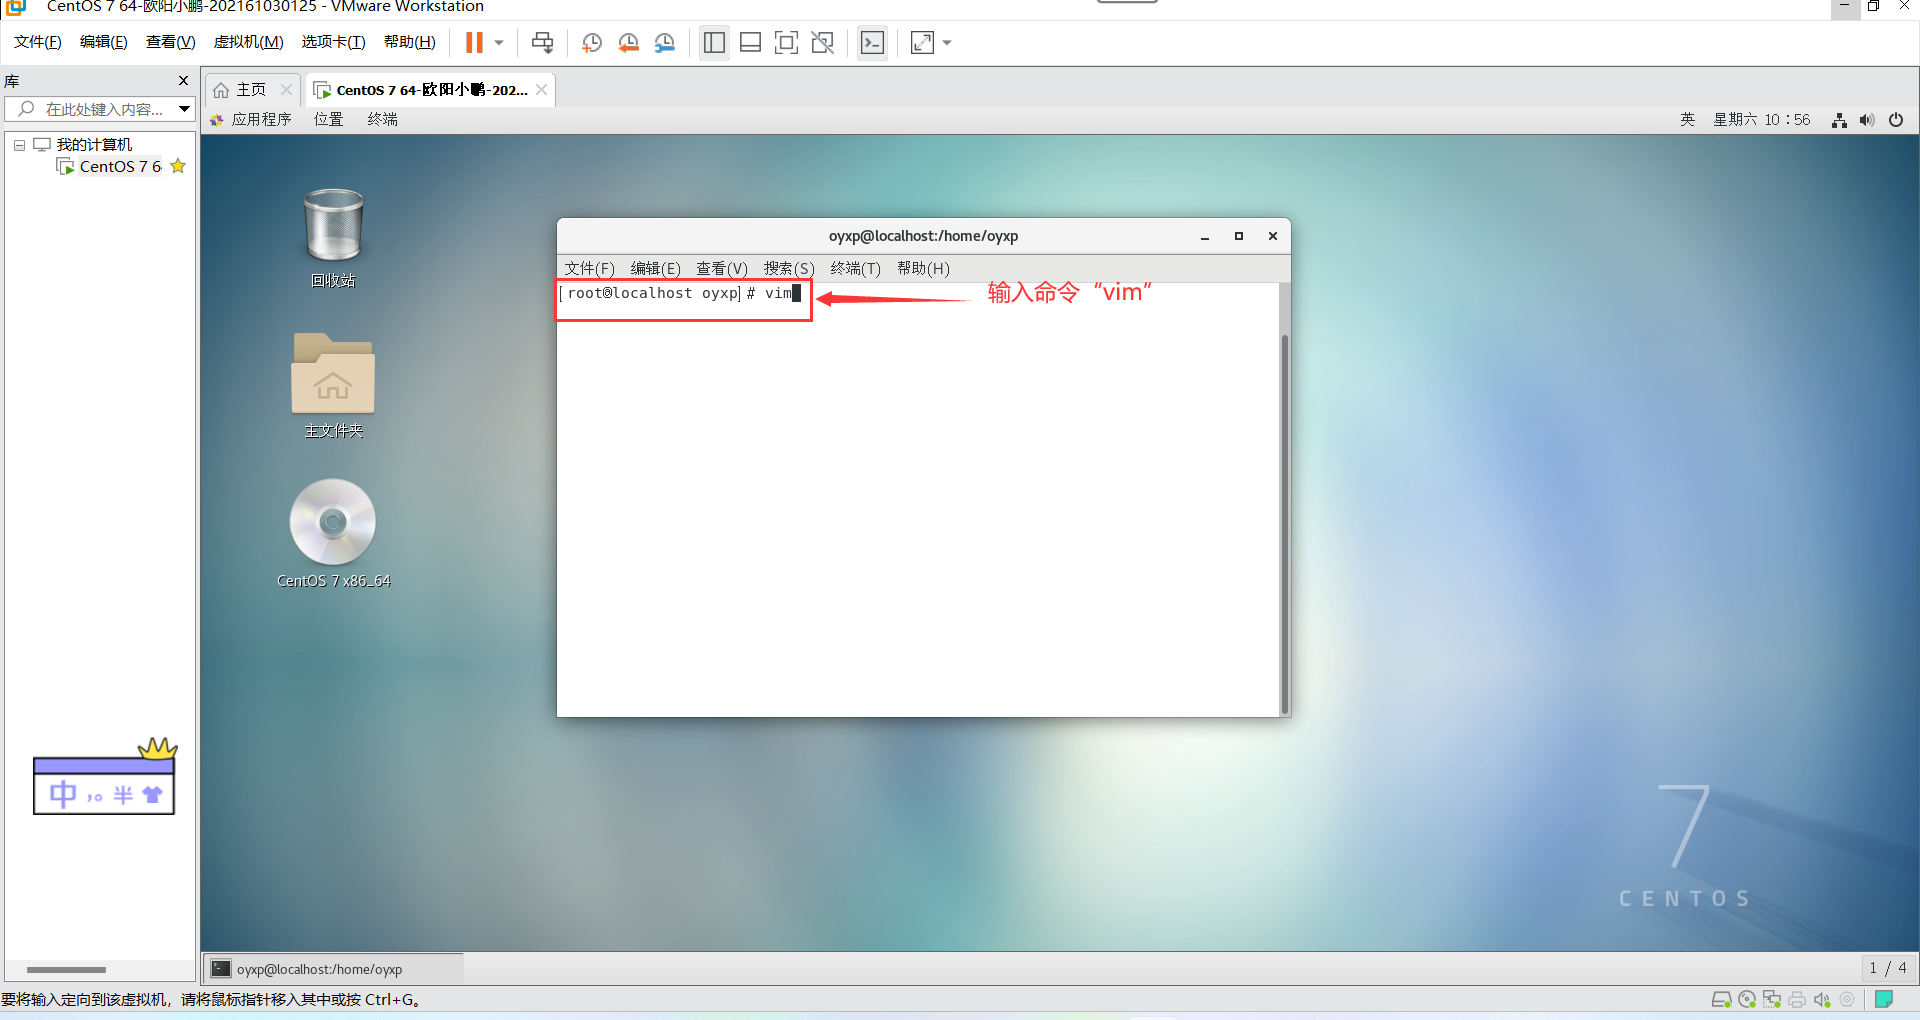 CentOS 7 64-欧阳小鹏-202161030125 - VMware Workstation
文件(F) 编辑(E) 查看(V) 虚拟机(M) 选项卡(T) 帮助(H)
库
在此处键入内容...
我的计算机
CentOS 7 6
主页
CentOS 7 64-欧阳小鹏-202...
应用程序 位置 终端
英 星期六 10：56
回收站
主文件夹
CentOS 7 x86_64
oyxp@localhost:/home/oyxp
文件(F) 编辑(E) 查看(V) 搜索(S) 终端(T) 帮助(H)
[root@localhost oyxp]# vim
输入命令“vim”
7
CENTOS
中 ,。半
oyxp@localhost:/home/oyxp
1 / 4
要将输入定向到该虚拟机，请将鼠标指针移入其中或按 Ctrl+G。